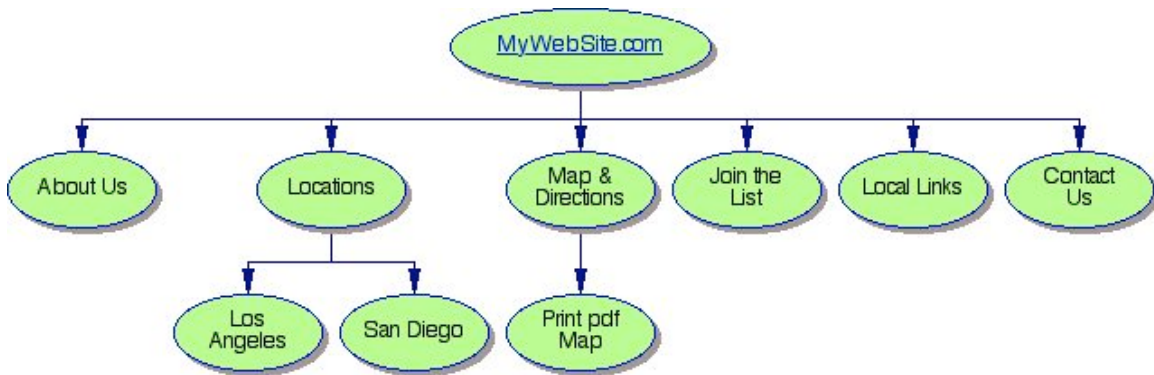 MyWebSite.com
About Us
Locations
Map &
Directions
Join the
List
Local Links
Contact
Us
Los
Angeles
San Diego
Print pdf
Map